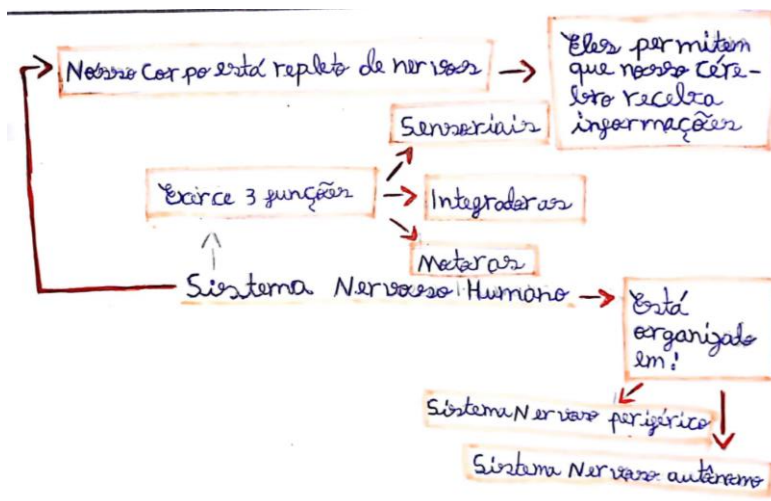 Nosso Corpo está repleto de nervos
Eles permitem
que nosso cére-
bro receba
informações
Sensoriais
Exerce 3 funções
Integradoras
Motoras
Sistema Nervoso Humano
Está
organizado
em:
Sistema Nervoso periférico
Sistema Nervoso autônomo